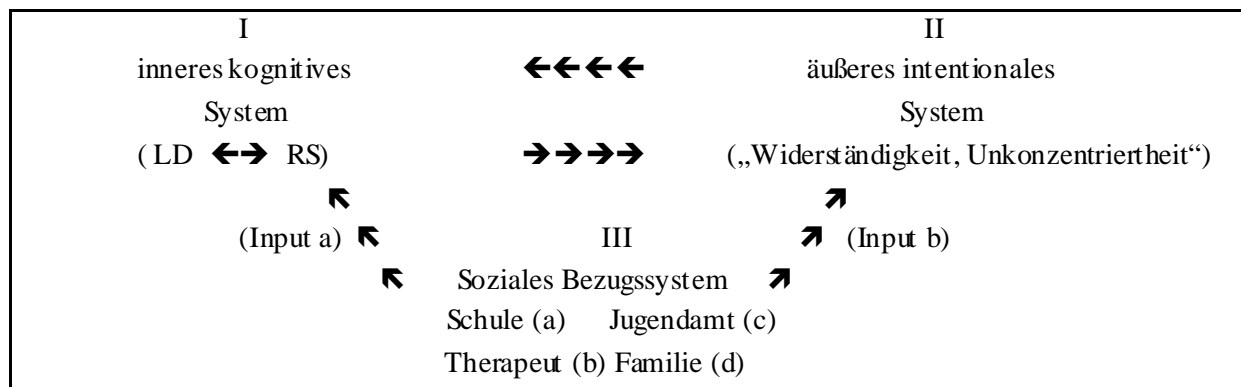 I II
inneres kognitives ←←←← äußeres intentionales
System System
( LD ←→ RS) →→→→ („Widerständigkeit, Unkonzentriertheit“)
↖ ↗
(Input a) ↖ III ↗ (Input b)
↖ Soziales Bezugssystem ↗
Schule (a) Jugendamt (c)
Therapeut (b) Familie (d)